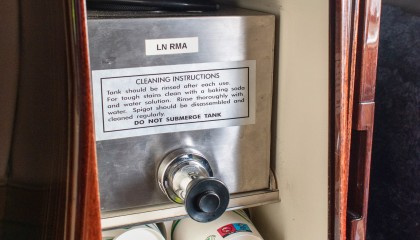 LN RMA
CLEANING INSTRUCTIONS
Tank should be rinsed after each use.
For tough stains clean with a baking soda
and water solution. Rinse thoroughly with
water. Spigot should be disassembled and
cleaned regularly.
DO NOT SUBMERGE TANK